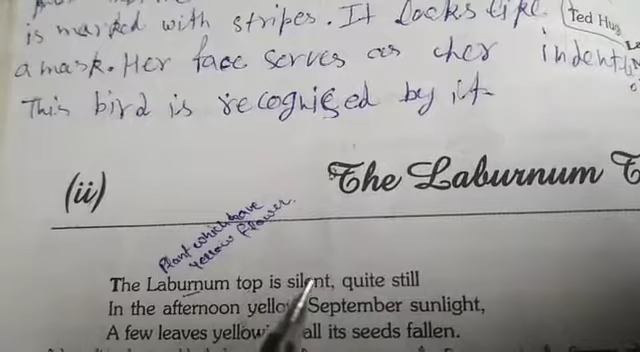 is marked with stripes. It looks like
a mask. Her face serves as her
This bird is recognised by it
(Ted Hug
(ii)
The Laburnum T
Plant which have
yellow flower.
The Laburnum top is silent, quite still
In the afternoon yello September sunlight,
A few leaves yellowi all its seeds fallen.